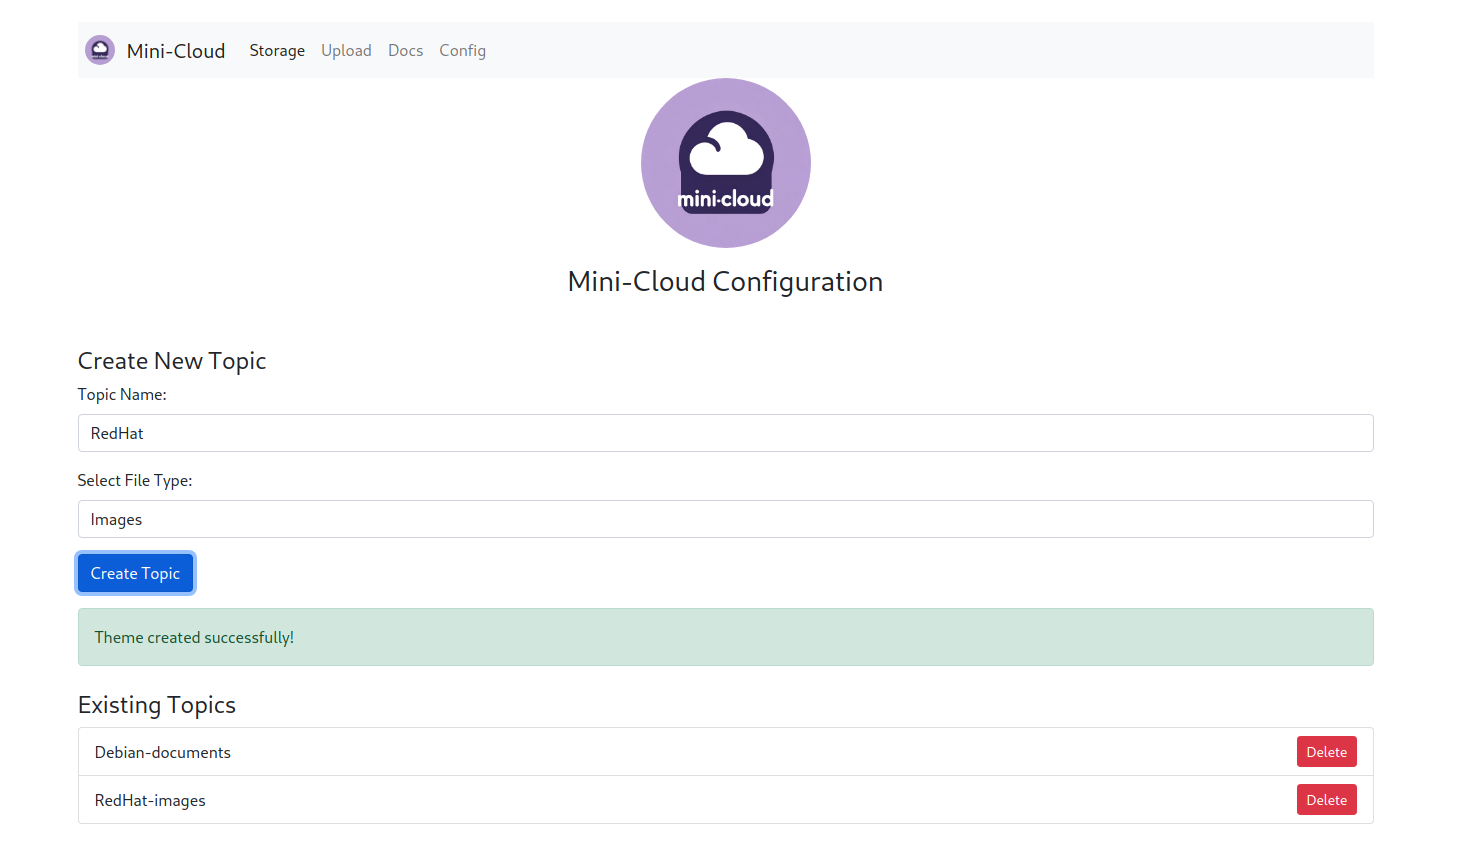 Mini-Cloud Storage Upload Docs Config
mini-cloud
Mini-Cloud Configuration
Create New Topic
Topic Name:
RedHat
Select File Type:
Images
Create Topic
Theme created successfully!
Existing Topics
Debian-documents Delete
RedHat-images Delete